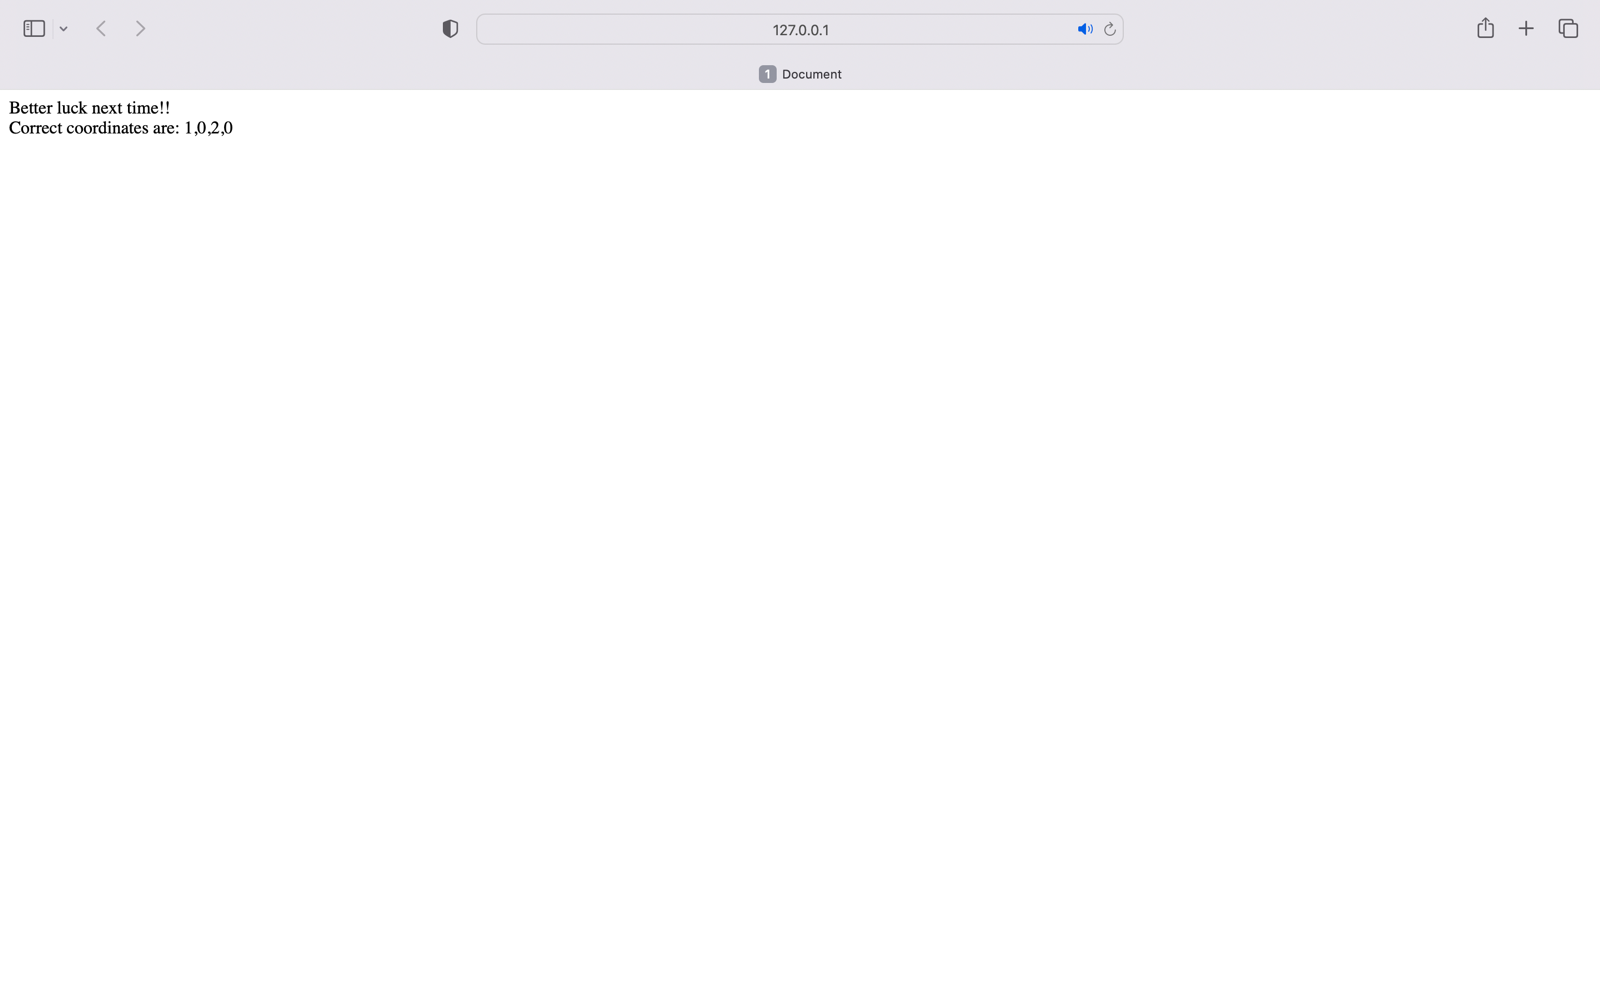 127.0.0.1
1 Document
Better luck next time!!
Correct coordinates are: 1,0,2,0